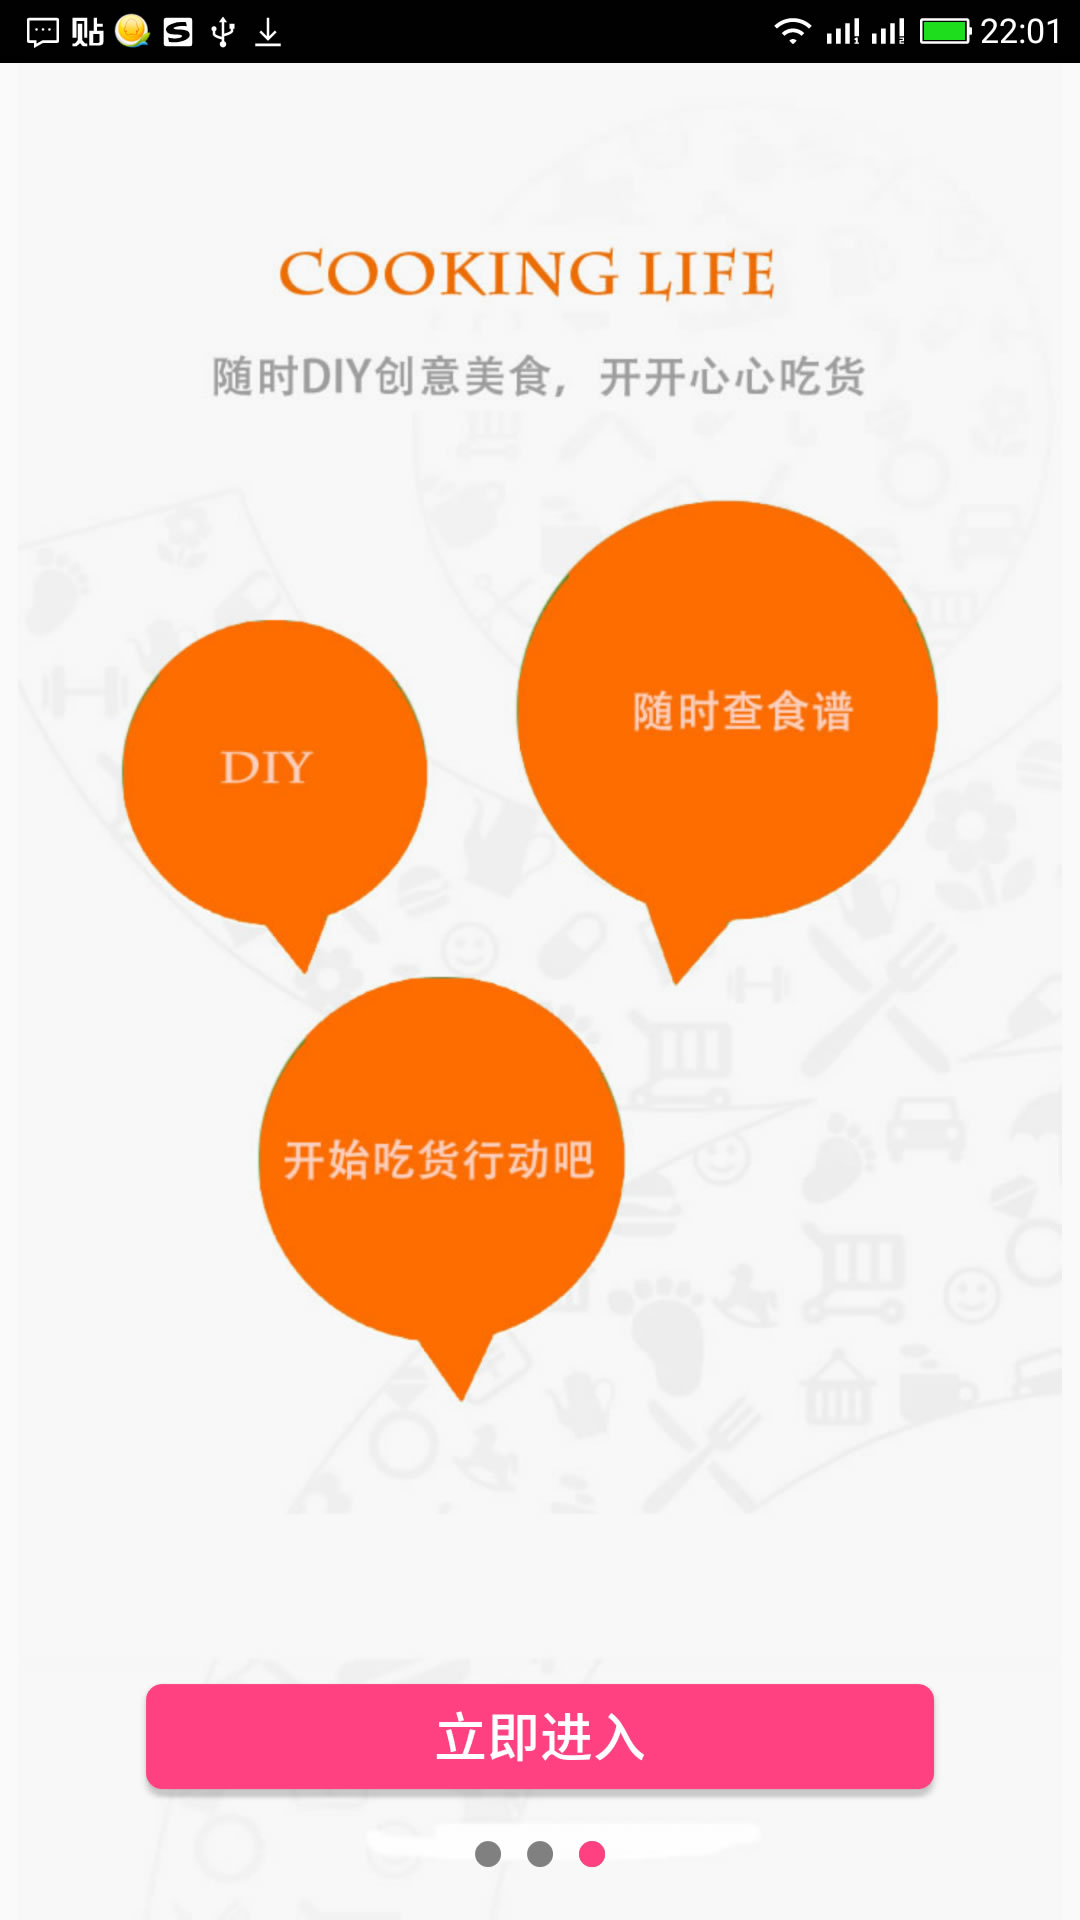 贴 22:01
COOKING LIFE
随时DIY创意美食，开开心心吃货
随时查食谱
DIY
开始吃货行动吧
立即进入